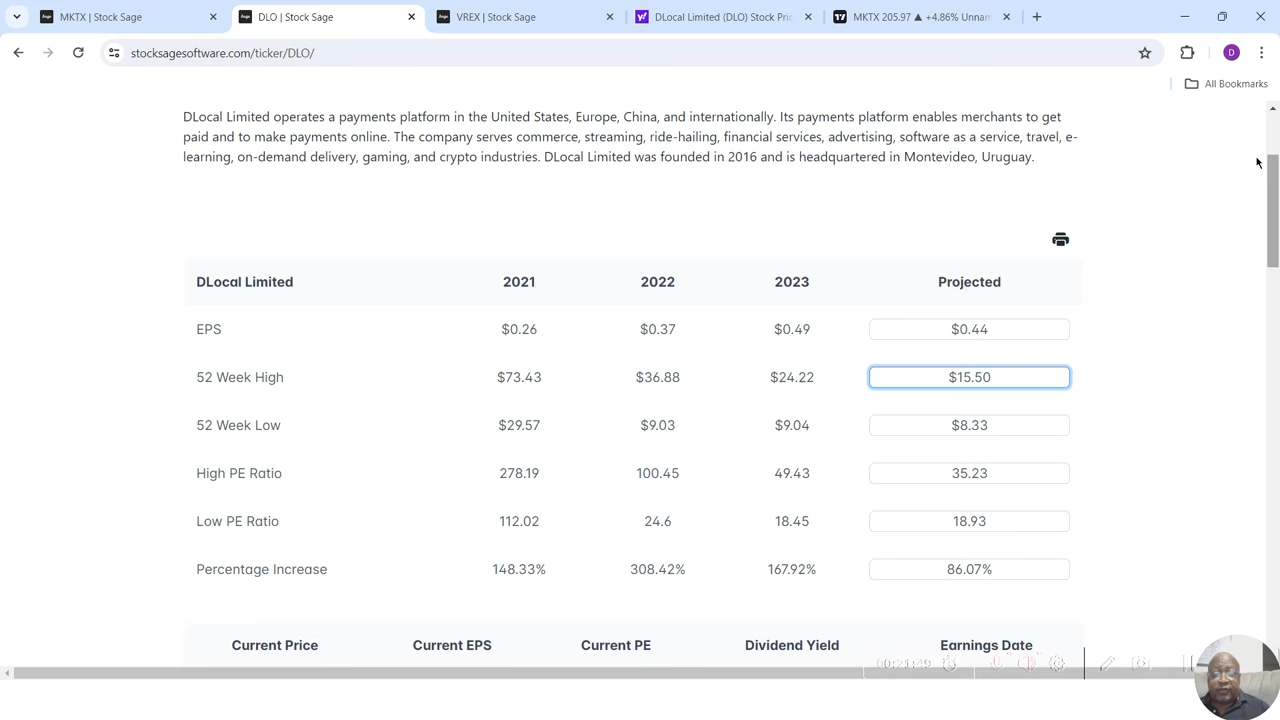 MKTX | Stock Sage
DLO | Stock Sage
VREX | Stock Sage
DLocal Limited (DLO) Stock Pric
MKTX 205.97 ▲ +4.86% Unnam
stocksagesoftware.com/ticker/DLO/
D
All Bookmarks
DLocal Limited operates a payments platform in the United States, Europe, China, and internationally. Its payments platform enables merchants to get
paid and to make payments online. The company serves commerce, streaming, ride-hailing, financial services, advertising, software as a service, travel, e-
learning, on-demand delivery, gaming, and crypto industries. DLocal Limited was founded in 2016 and is headquartered in Montevideo, Uruguay.
DLocal Limited 2021 2022 2023 Projected
EPS $0.26 $0.37 $0.49 $0.44
52 Week High $73.43 $36.88 $24.22 $15.50
52 Week Low $29.57 $9.03 $9.04 $8.33
High PE Ratio 278.19 100.45 49.43 35.23
Low PE Ratio 112.02 24.6 18.45 18.93
Percentage Increase 148.33% 308.42% 167.92% 86.07%
Current Price Current EPS Current PE Dividend Yield Earnings Date